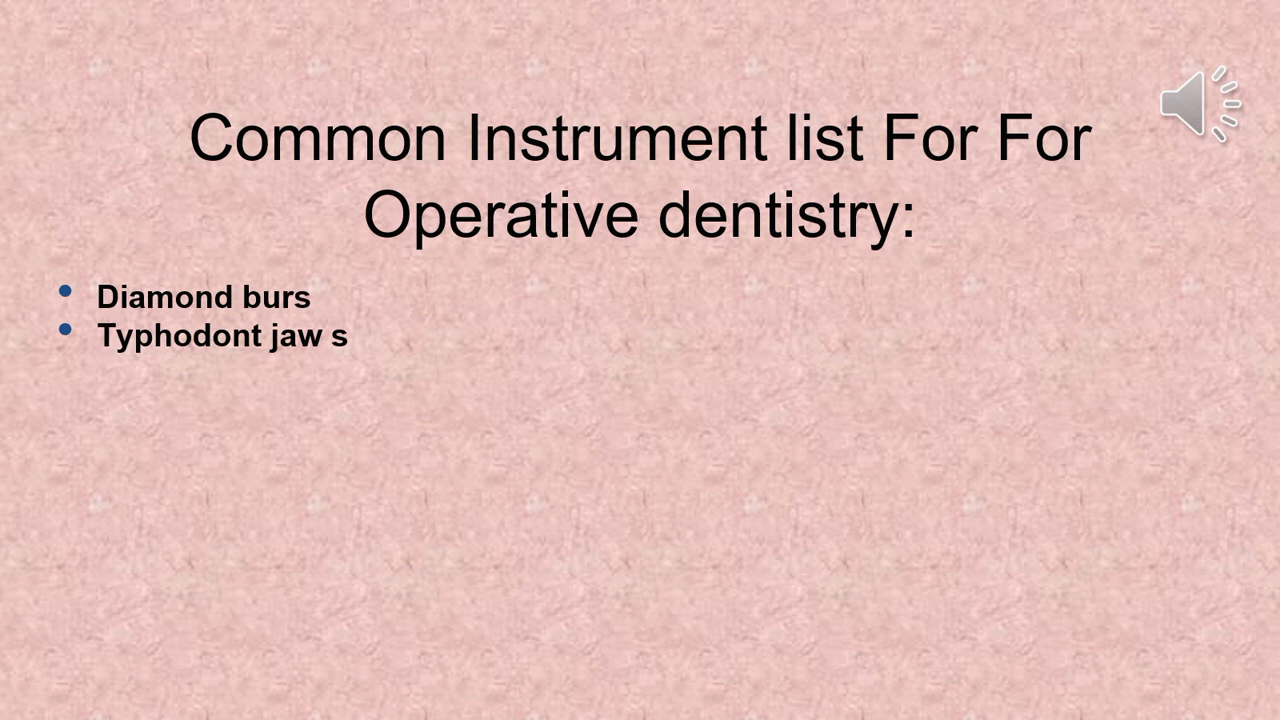 Common Instrument list For For
Operative dentistry:
• Diamond burs
• Typhodont jaw s